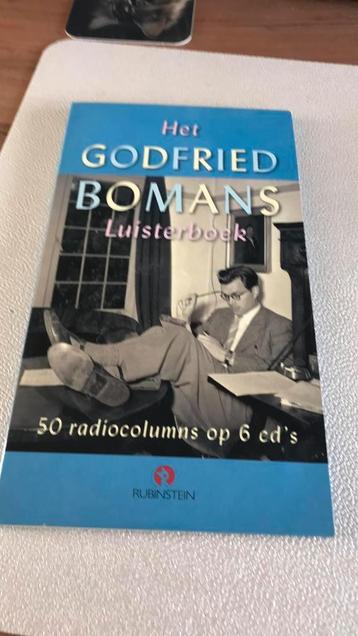 Het
GODFRIED
BOMANS
Luisterboek
50 radiocolumns op 6 cd's
RUBINSTEIN